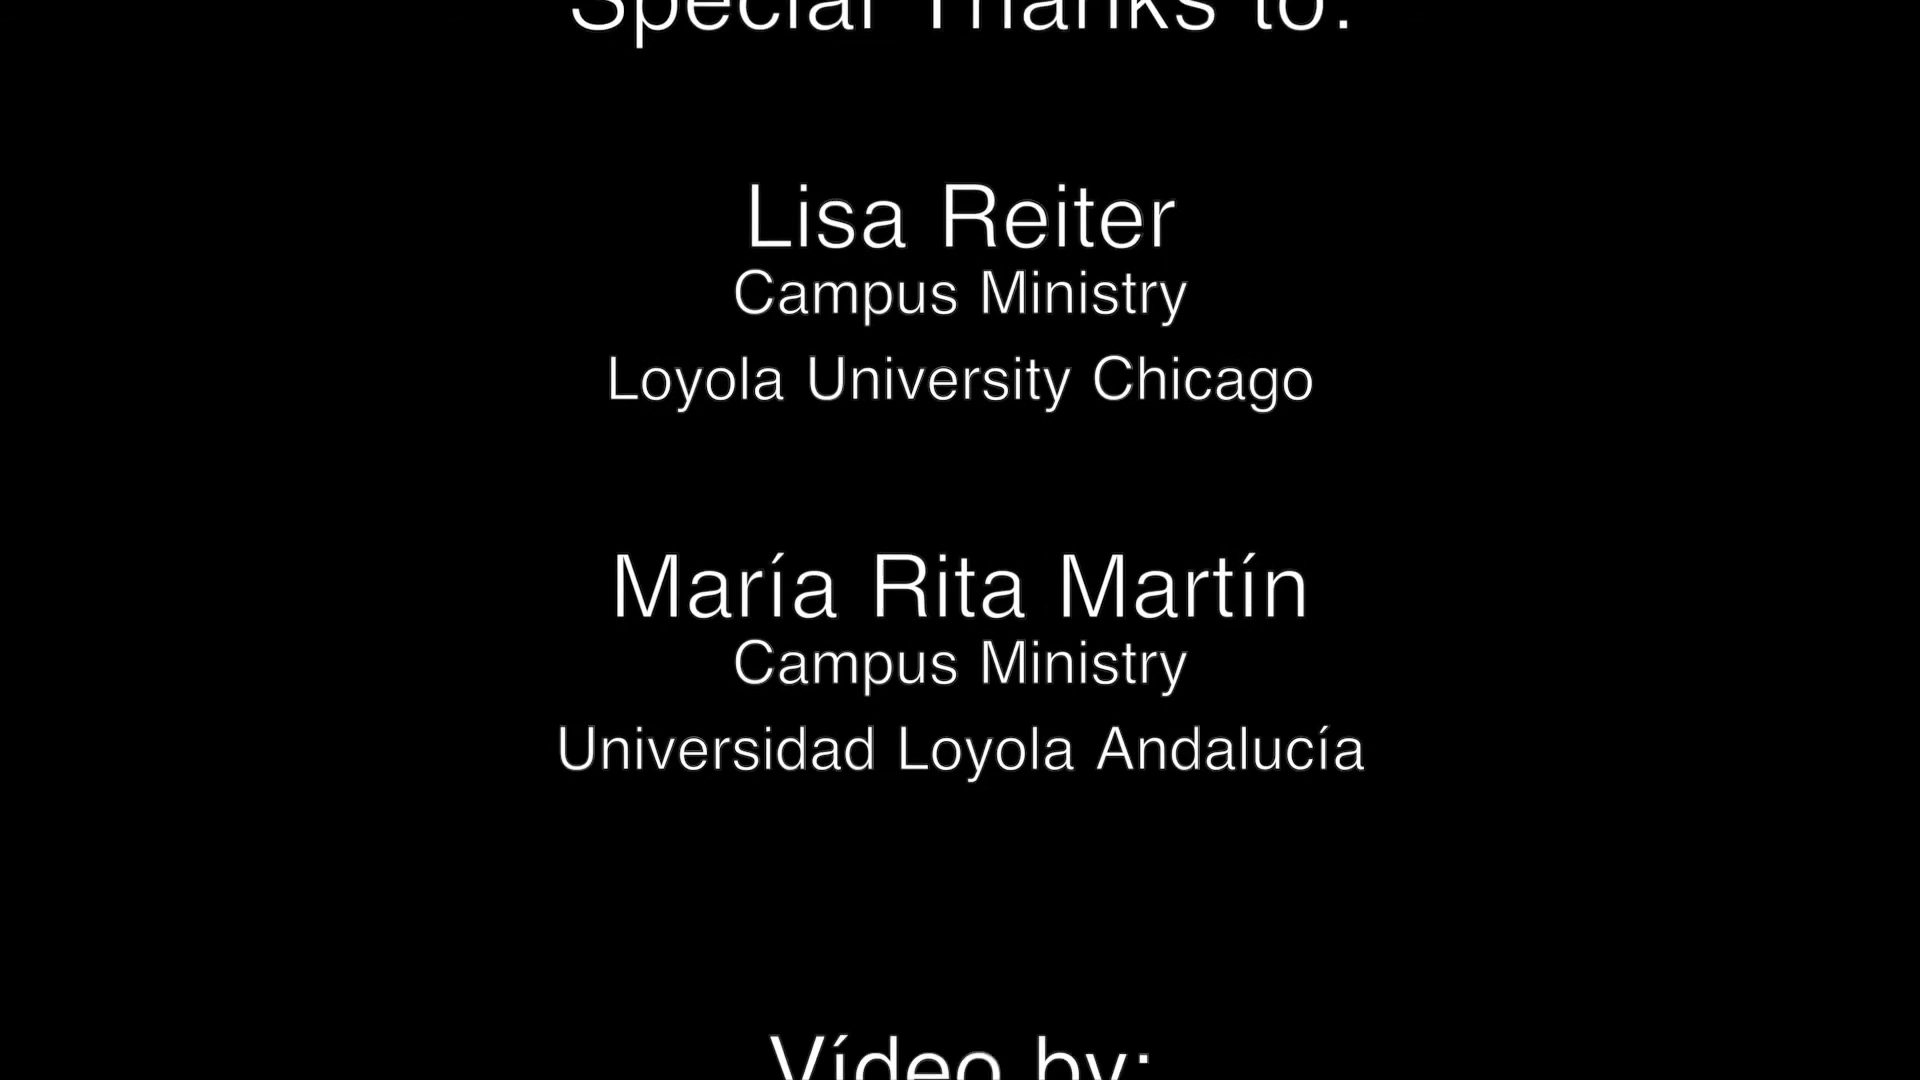 Special Thanks to:
Lisa Reiter
Campus Ministry
Loyola University Chicago
María Rita Martín
Campus Ministry
Universidad Loyola Andalucía
Vídeo by: